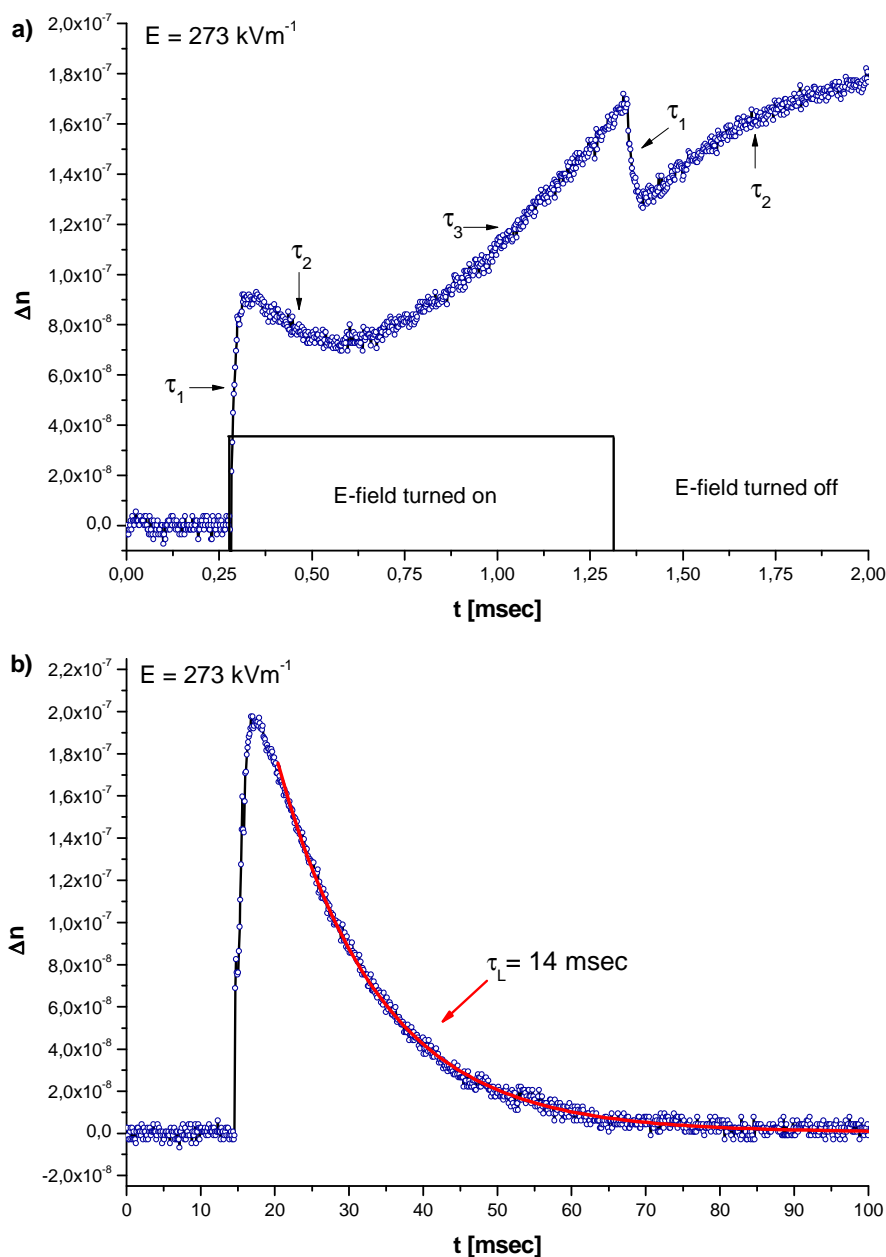 a)
E = 273 kVm⁻¹
2,0x10⁻⁷
1,8x10⁻⁷
1,6x10⁻⁷
1,4x10⁻⁷
1,2x10⁻⁷
1,0x10⁻⁷
8,0x10⁻⁸
6,0x10⁻⁸
4,0x10⁻⁸
2,0x10⁻⁸
0,0
Δn
τ₁
τ₂
τ₃
τ₁
τ₂
E-field turned on
E-field turned off
0,00 0,25 0,50 0,75 1,00 1,25 1,50 1,75 2,00
t [msec]
b)
E = 273 kVm⁻¹
2,2x10⁻⁷
2,0x10⁻⁷
1,8x10⁻⁷
1,6x10⁻⁷
1,4x10⁻⁷
1,2x10⁻⁷
1,0x10⁻⁷
8,0x10⁻⁸
6,0x10⁻⁸
4,0x10⁻⁸
2,0x10⁻⁸
0,0
-2,0x10⁻⁸
Δn
τ_L = 14 msec
0 10 20 30 40 50 60 70 80 90 100
t [msec]